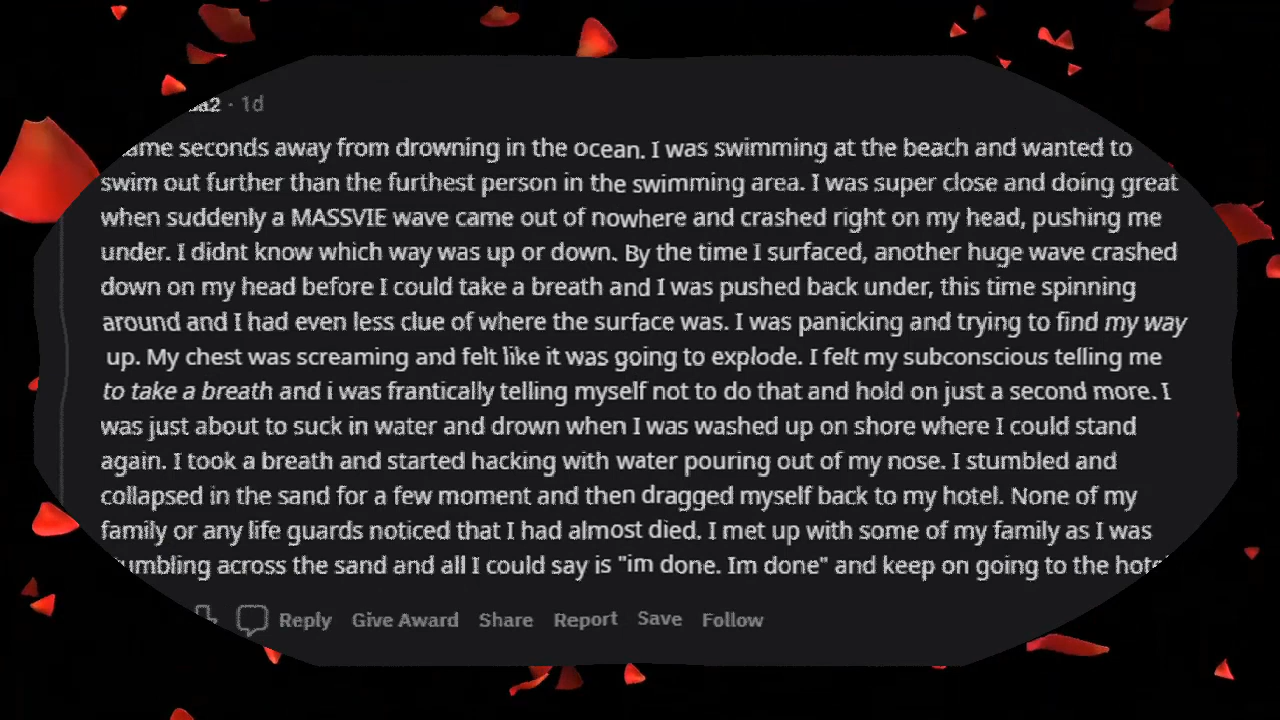 · 1d
seconds away from drowning in the ocean. I was swimming at the beach and wanted to
swim out further than the furthest person in the swimming area. I was super close and doing great
when suddenly a MASSVIE wave came out of nowhere and crashed right on my head, pushing me
under. I didnt know which way was up or down. By the time I surfaced, another huge wave crashed
down on my head before I could take a breath and I was pushed back under, this time spinning
around and I had even less clue of where the surface was. I was panicking and trying to find my way
up. My chest was screaming and felt like it was going to explode. I felt my subconscious telling me
to take a breath and i was frantically telling myself not to do that and hold on just a second more. I
was just about to suck in water and drown when I was washed up on shore where I could stand
again. I took a breath and started hacking with water pouring out of my nose. I stumbled and
collapsed in the sand for a few moment and then dragged myself back to my hotel. None of my
family or any life guards noticed that I had almost died. I met up with some of my family as I was
across the sand and all I could say is "im done. Im done" and keep on going to the
Reply Give Award Share Report Save Follow